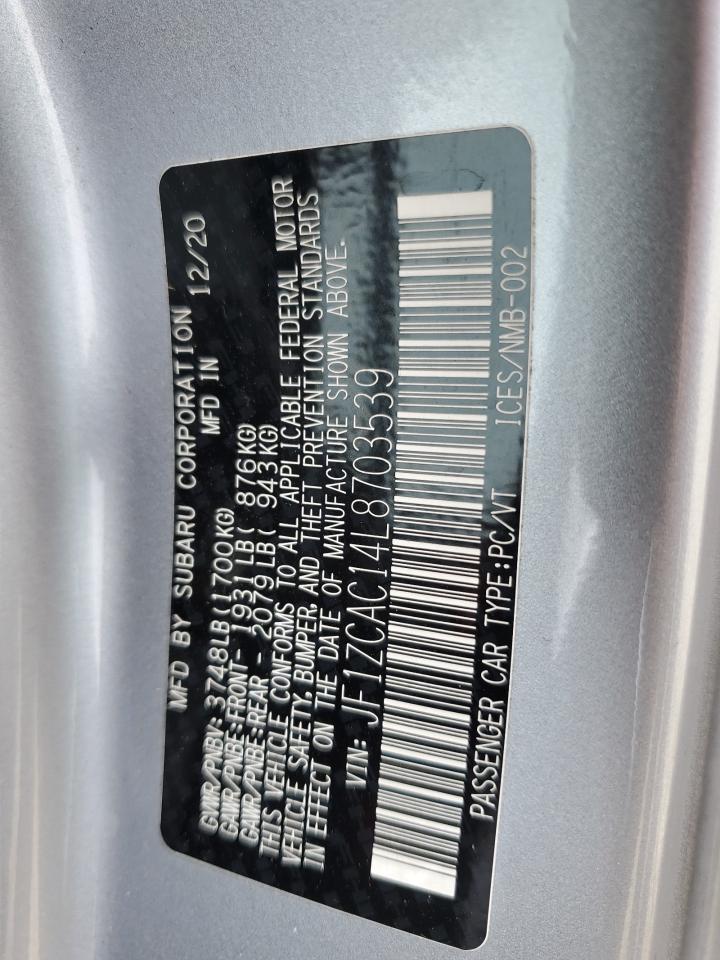 MFD BY SUBARU CORPORATION
MFD IN 12/20
GVWR/PNBV: 3748LB(1700KG)
GAWR/PNBE:FRONT- 1931LB( 876KG)
GAWR/PNBE:REAR - 2079LB( 943KG)
THIS VEHICLE CONFORMS TO ALL APPLICABLE FEDERAL MOTOR
VEHICLE SAFETY, BUMPER, AND THEFT PREVENTION STANDARDS
IN EFFECT ON THE DATE OF MANUFACTURE SHOWN ABOVE.
VIN: JF1ZCAC14L8703539
PASSENGER CAR TYPE:PC/VT ICES/NMB-002